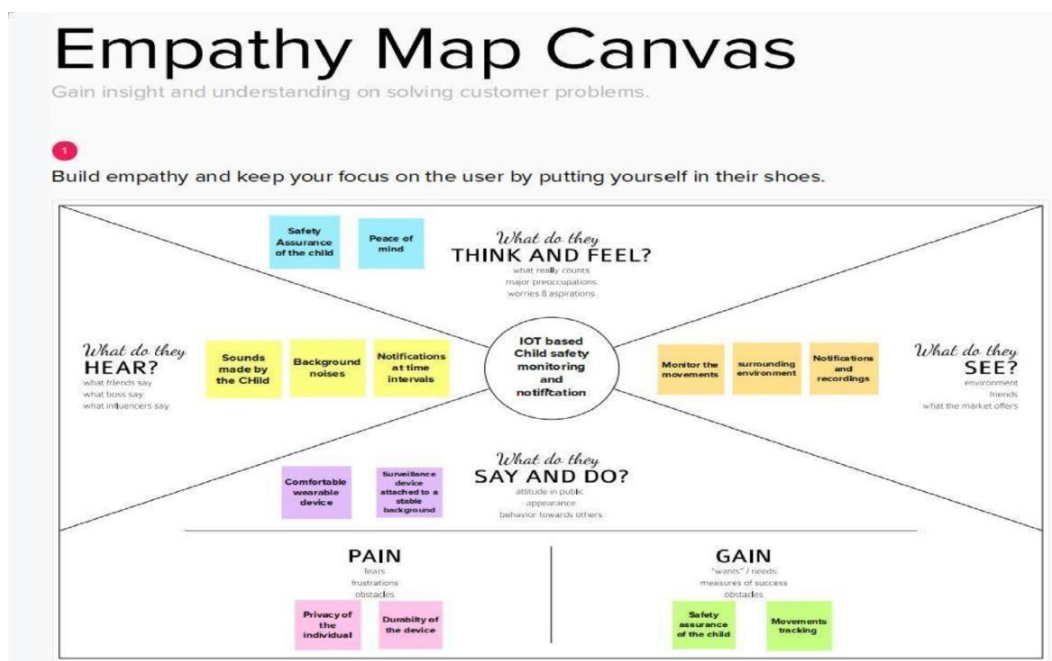 Empathy Map Canvas
Gain insight and understanding on solving customer problems.
1
Build empathy and keep your focus on the user by putting yourself in their shoes.
Safety
Assurance
of the child
Peace of
mind
What do they
THINK AND FEEL?
what really counts
major preoccupations
worries & aspirations
What do they
HEAR?
what friends say
what boss say
what influencers say
Sounds
made by
the CHild
Background
noises
Notifications
at time
intervals
IOT based
Child safety
monitoring
and
notification
Monitor the
movements
surrounding
environment
Notifications
and
recordings
What do they
SEE?
environment
friends
what the market offers
What do they
SAY AND DO?
attitude in public
appearance
behavior towards others
Comfortable
wearable
device
Surveillance
device
attached to a
stable
background
PAIN
fears
frustrations
obstacles
Privacy of
the
individual
Durabilty of
the device
GAIN
"wants" / needs
measures of success
obstacles
Safety
assurance
of the child
Movements
tracking